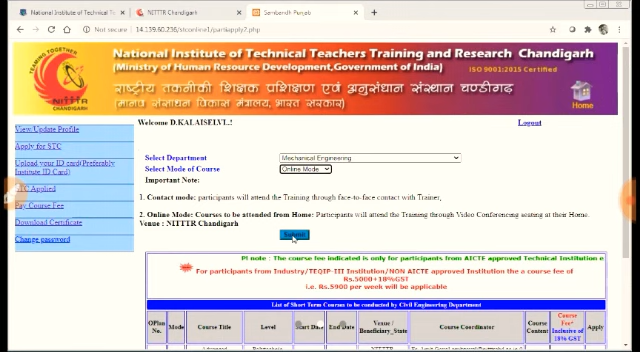 National Institute of Technical T
NITTTR Chandigarh
Sambandh Punjab
Not secure
14.139.60.236/stconline1/partiapply7.php
TEACHING TOGETHER
NITTTR
CHANDIGARH
National Institute of Technical Teachers Training and Research Chandigarh
(Ministry of Human Resource Development,Government of India)
ISO 9001:2015 Certified
राष्ट्रीय तकनीकी शिक्षक प्रशिक्षण एवं अनुसंधान संस्थान चण्डीगढ़
(मानव संसाधन विकास मंत्रालय, भारत सरकार)
Home
Welcome D.KALAISELVI..!
Logout
View/Update Profile
Apply for STC
Upload your ID card(Preferably
Institute ID Card)
STC Applied
Pay Course Fee
Download Certificate
Change password
Select Department
Mechanical Engineering
Select Mode of Course
Online Mode
Important Note:
1. Contact mode: participants will attend the Training through face-to-face contact with Trainer,
2. Online Mode: Courses to be attended from Home: Participants will attend the Training through Video Conferencing seating at their Home.
Venue : NITTTR Chandigarh
Submit
Pl note : The course fee indicated is only for participants from AICTE approved Technical Institution e
For participants from Industry/TEQIP-III Institution/NON AICTE Institution the a course fee of
Rs.5000+18%GST
i.e. Rs.5900 per week will be applicable
List of Short Term Courses to be conducted by Civil Engineering Department
OPlan No. Mode Course Title Level Start Date End Date Venue / Beneficiary_State Course Coordinator Course Content Course Fee* Inclusive of 18% GST Apply